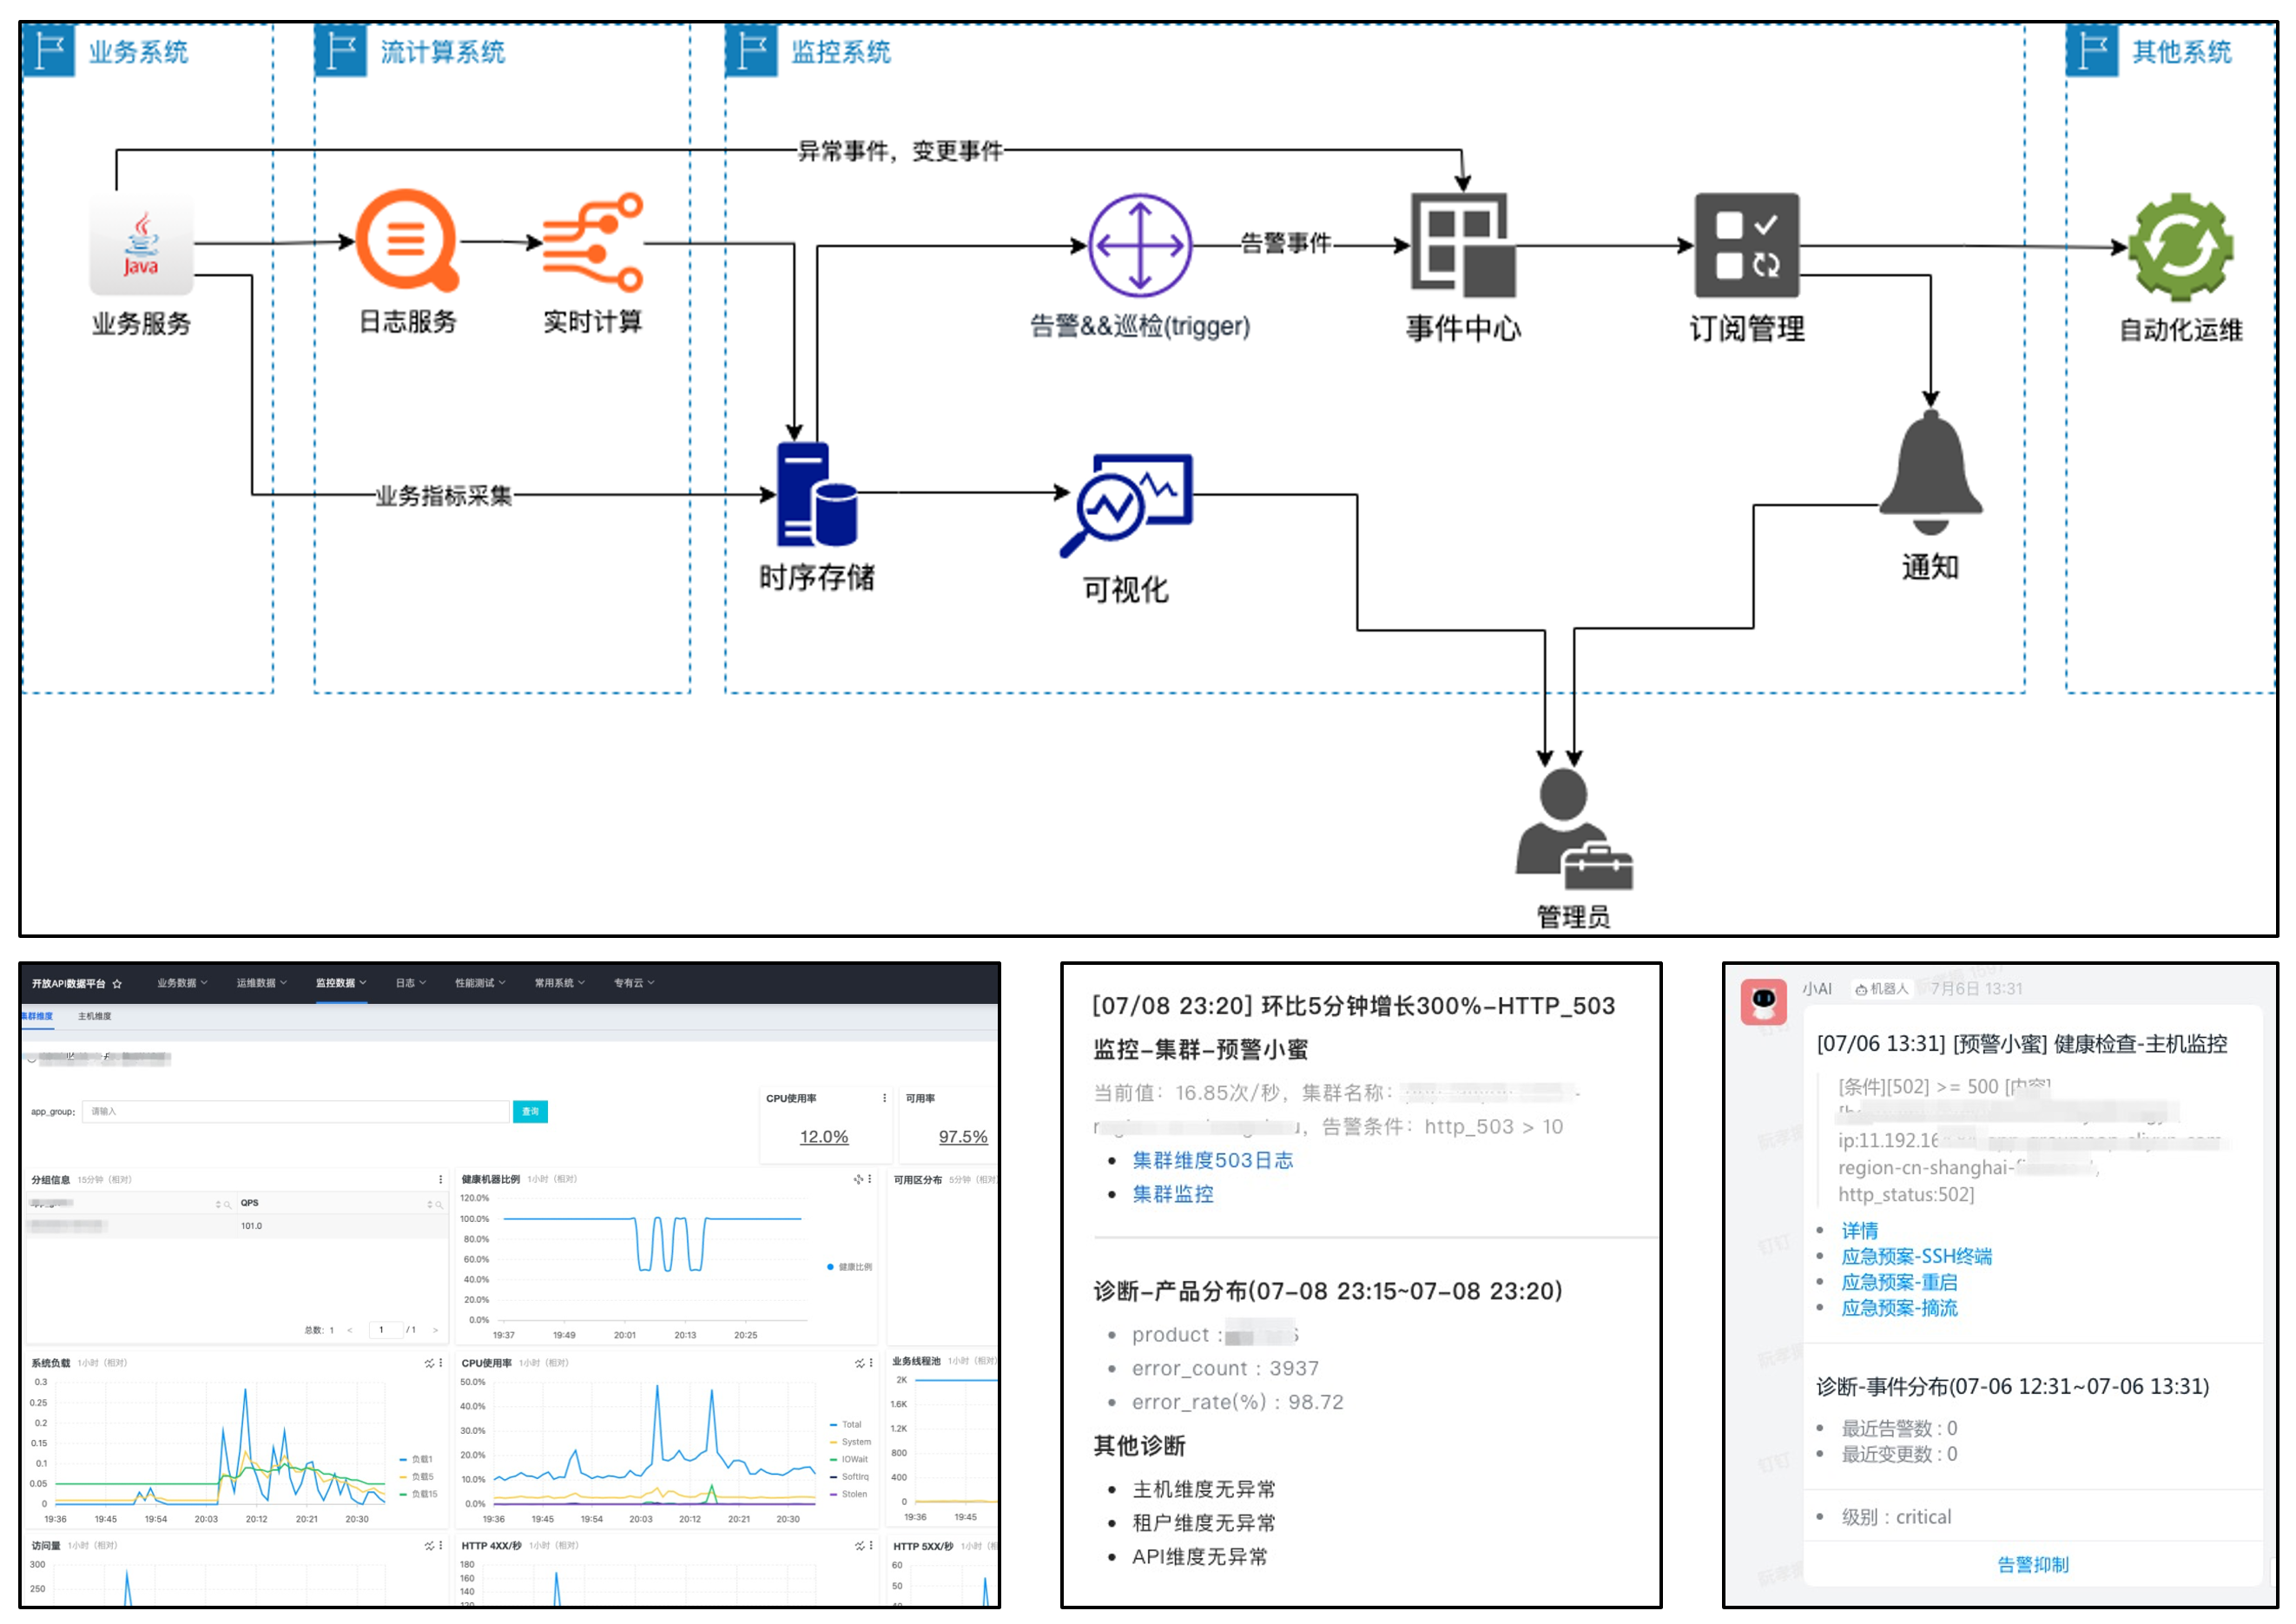 业务系统
流计算系统
监控系统
其他系统
异常事件，变更事件
Java
业务服务
日志服务
实时计算
告警&&巡检(trigger)
告警事件
事件中心
订阅管理
自动化运维
业务指标采集
时序存储
可视化
通知
管理员
开放API数据平台 业务数据 运维数据 监控数据 日志 性能测试 常用系统 专有云
集群维度 主机维度
app_group: 请输入 查询
CPU使用率 可用率
12.0% 97.5%
分组信息 15分钟（相对）
QPS
101.0
总数: 1 < 1 / 1 >
健康机器比例 1小时（相对）
120.0%
100.0%
80.0%
60.0%
40.0%
20.0%
0.0%
19:37 19:49 20:01 20:13 20:25
健康比例
可用区分布 5分钟（相对
系统负载 1小时（相对）
0.3
0.25
0.2
0.15
0.1
0.05
0
19:36 19:45 19:54 20:03 20:12 20:21 20:30
负载1
负载5
负载15
CPU使用率 1小时（相对）
50.0%
40.0%
30.0%
20.0%
10.0%
0.0%
19:36 19:45 19:54 20:03 20:12 20:21 20:30
Total
System
IOWait
SoftIrq
Stolen
业务线程池 1小时（相
2K
1.6K
1.2K
800
400
0
19:36 19:45
访问量 1小时（相对）
300
250
HTTP 4XX/秒 1小时（相对）
180
160
140
120
HTTP 5XX/秒 1小时（相
60
50
40
[07/08 23:20] 环比5分钟增长300%-HTTP_503
监控-集群-预警小蜜
当前值：16.85次/秒，集群名称：
，告警条件：http_503 > 10
集群维度503日志
集群监控
诊断-产品分布(07-08 23:15~07-08 23:20)
product :
error_count : 3937
error_rate(%) : 98.72
其他诊断
主机维度无异常
租户维度无异常
API维度无异常
小AI 机器人 7月6日 13:31
[07/06 13:31] [预警小蜜] 健康检查-主机监控
[条件][502] >= 500 [内容]
ip:11.192.16
region-cn-shanghai-
http_status:502]
详情
应急预案-SSH终端
应急预案-重启
应急预案-摘流
诊断-事件分布(07-06 12:31~07-06 13:31)
最近告警数 : 0
最近变更数 : 0
级别 : critical
告警抑制